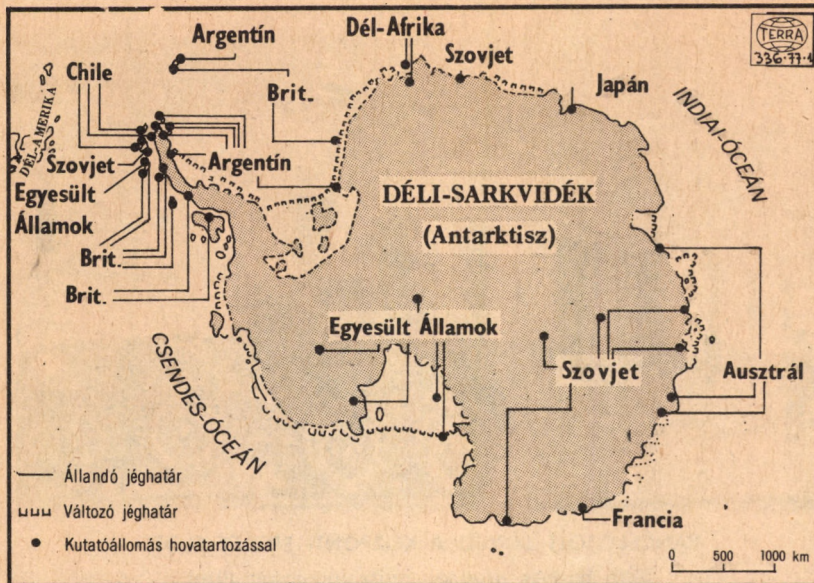 Argentín
Dél-Afrika
Szovjet
TERRA
336.77.1
Chile
Brit.
Japán
INDIAI-ÓCEÁN
DÉL-AMERIKA
Szovjet
Argentín
Egyesült
Államok
DÉLI-SARKVIDÉK
(Antarktisz)
Brit.
Brit.
Egyesült Államok
Szovjet
Ausztrál
CSENDES-ÓCEÁN
Állandó jéghatár
Változó jéghatár
Kutatóállomás hovatartozással
Francia
0 500 1000 km